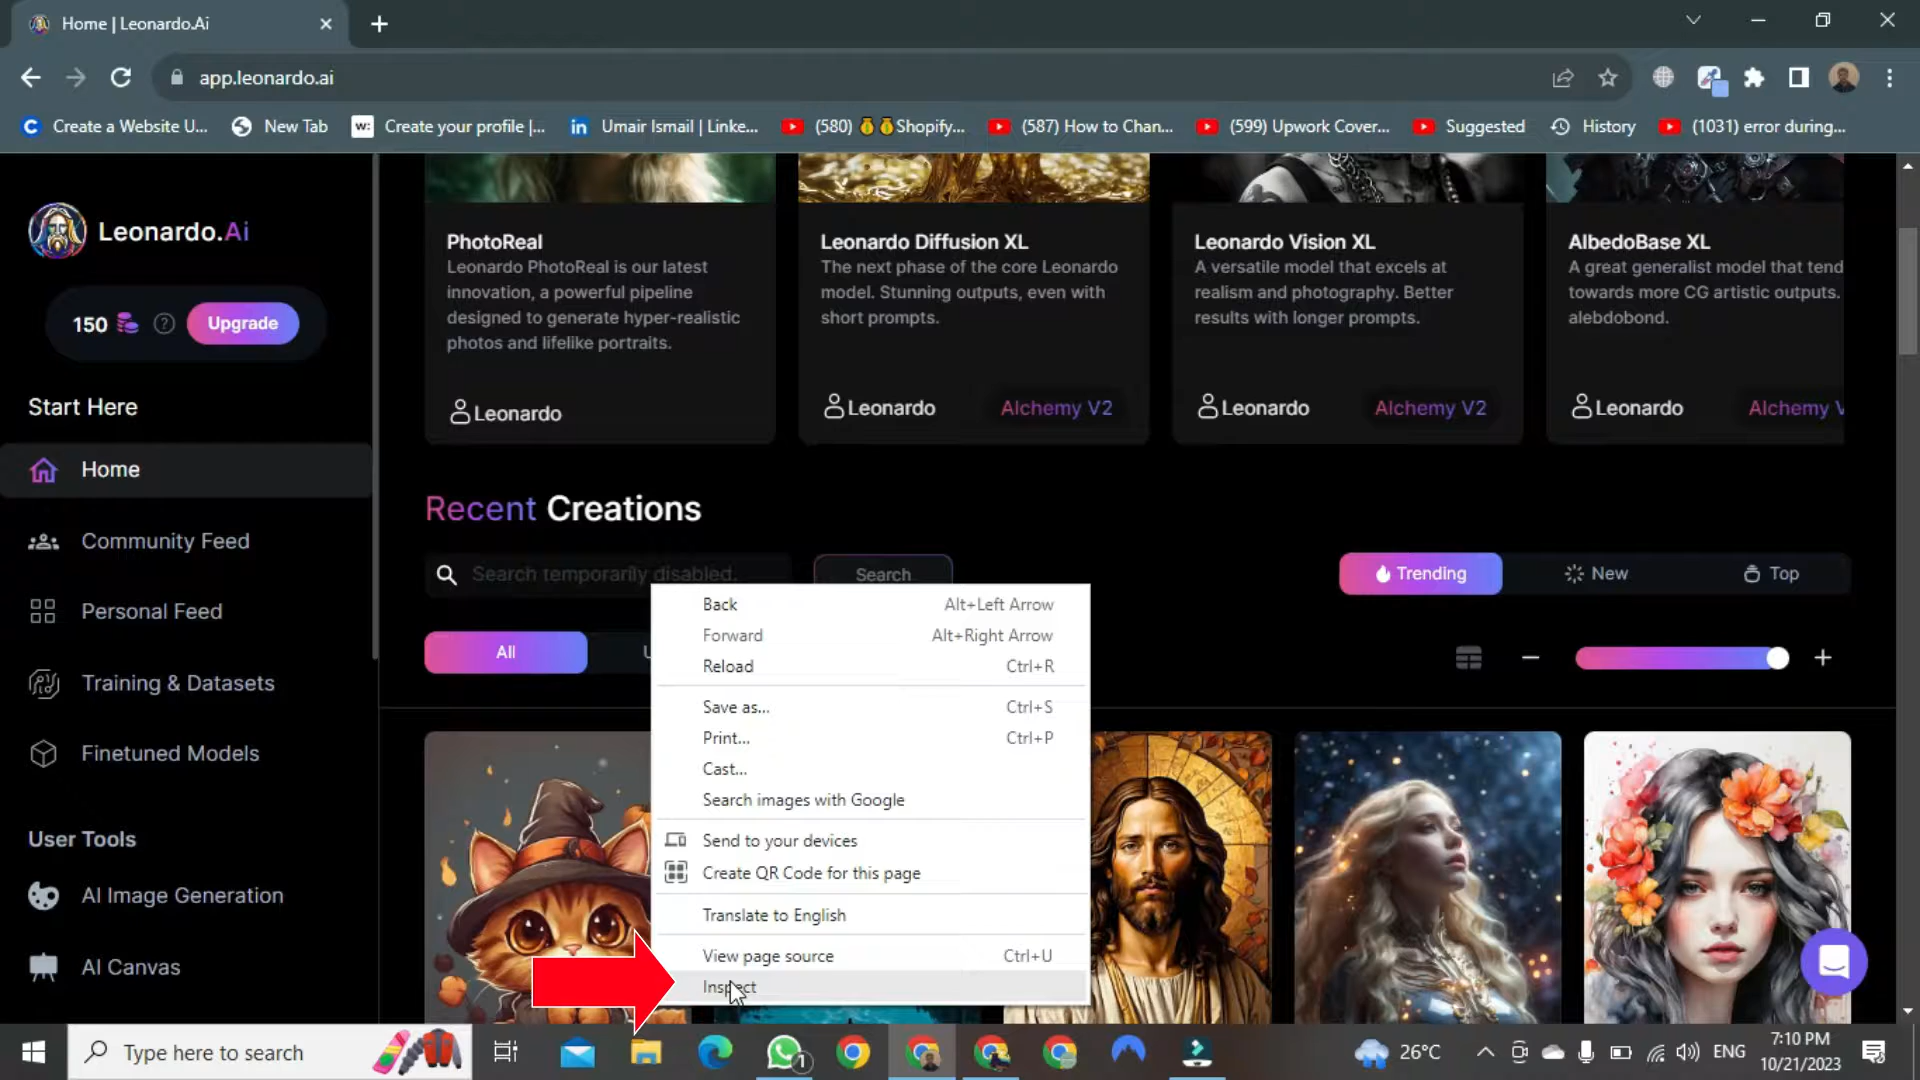 Home | Leonardo.Ai
app.leonardo.ai
Create a Website U...
New Tab
w:
Create your profile |...
in
Umair Ismail | Linke...
(580) 💰💰Shopify...
(587) How to Chan...
(599) Upwork Cover...
Suggested
History
(1031) error during...
Leonardo.Ai
150
Upgrade
Start Here
Home
Community Feed
Personal Feed
Training & Datasets
Finetuned Models
User Tools
AI Image Generation
AI Canvas
PhotoReal
Leonardo PhotoReal is our latest
innovation, a powerful pipeline
designed to generate hyper-realistic
photos and lifelike portraits.
Leonardo
Leonardo Diffusion XL
The next phase of the core Leonardo
model. Stunning outputs, even with
short prompts.
Leonardo
Alchemy V2
Leonardo Vision XL
A versatile model that excels at
realism and photography. Better
results with longer prompts.
Leonardo
Alchemy V2
AlbedoBase XL
A great generalist model that tend
towards more CG artistic outputs.
alebdobond.
Leonardo
Alchemy V
Recent Creations
Search temporarily disabled.
Search
Trending
New
Top
All
Back Alt+Left Arrow
Forward Alt+Right Arrow
Reload Ctrl+R
Save as... Ctrl+S
Print... Ctrl+P
Cast...
Search images with Google
Send to your devices
Create QR Code for this page
Translate to English
View page source Ctrl+U
Inspect
Type here to search
1
26°C
ENG
7:10 PM
10/21/2023